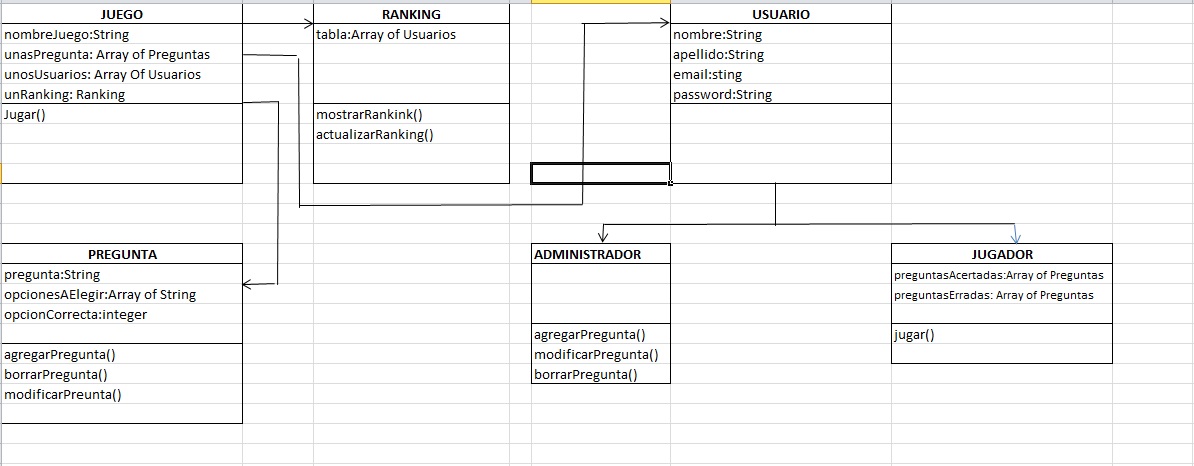 JUEGO
nombreJuego:String
unasPregunta: Array of Preguntas
unosUsuarios: Array Of Usuarios
unRanking: Ranking
Jugar()
RANKING
tabla:Array of Usuarios
mostrarRankink()
actualizarRanking()
USUARIO
nombre:String
apellido:String
email:sting
password:String
PREGUNTA
pregunta:String
opcionesAElegir:Array of String
opcionCorrecta:integer
agregarPregunta()
borrarPregunta()
modificarPreunta()
ADMINISTRADOR
agregarPregunta()
modificarPregunta()
borrarPregunta()
JUGADOR
preguntasAcertadas:Array of Preguntas
preguntasErradas: Array of Preguntas
jugar()